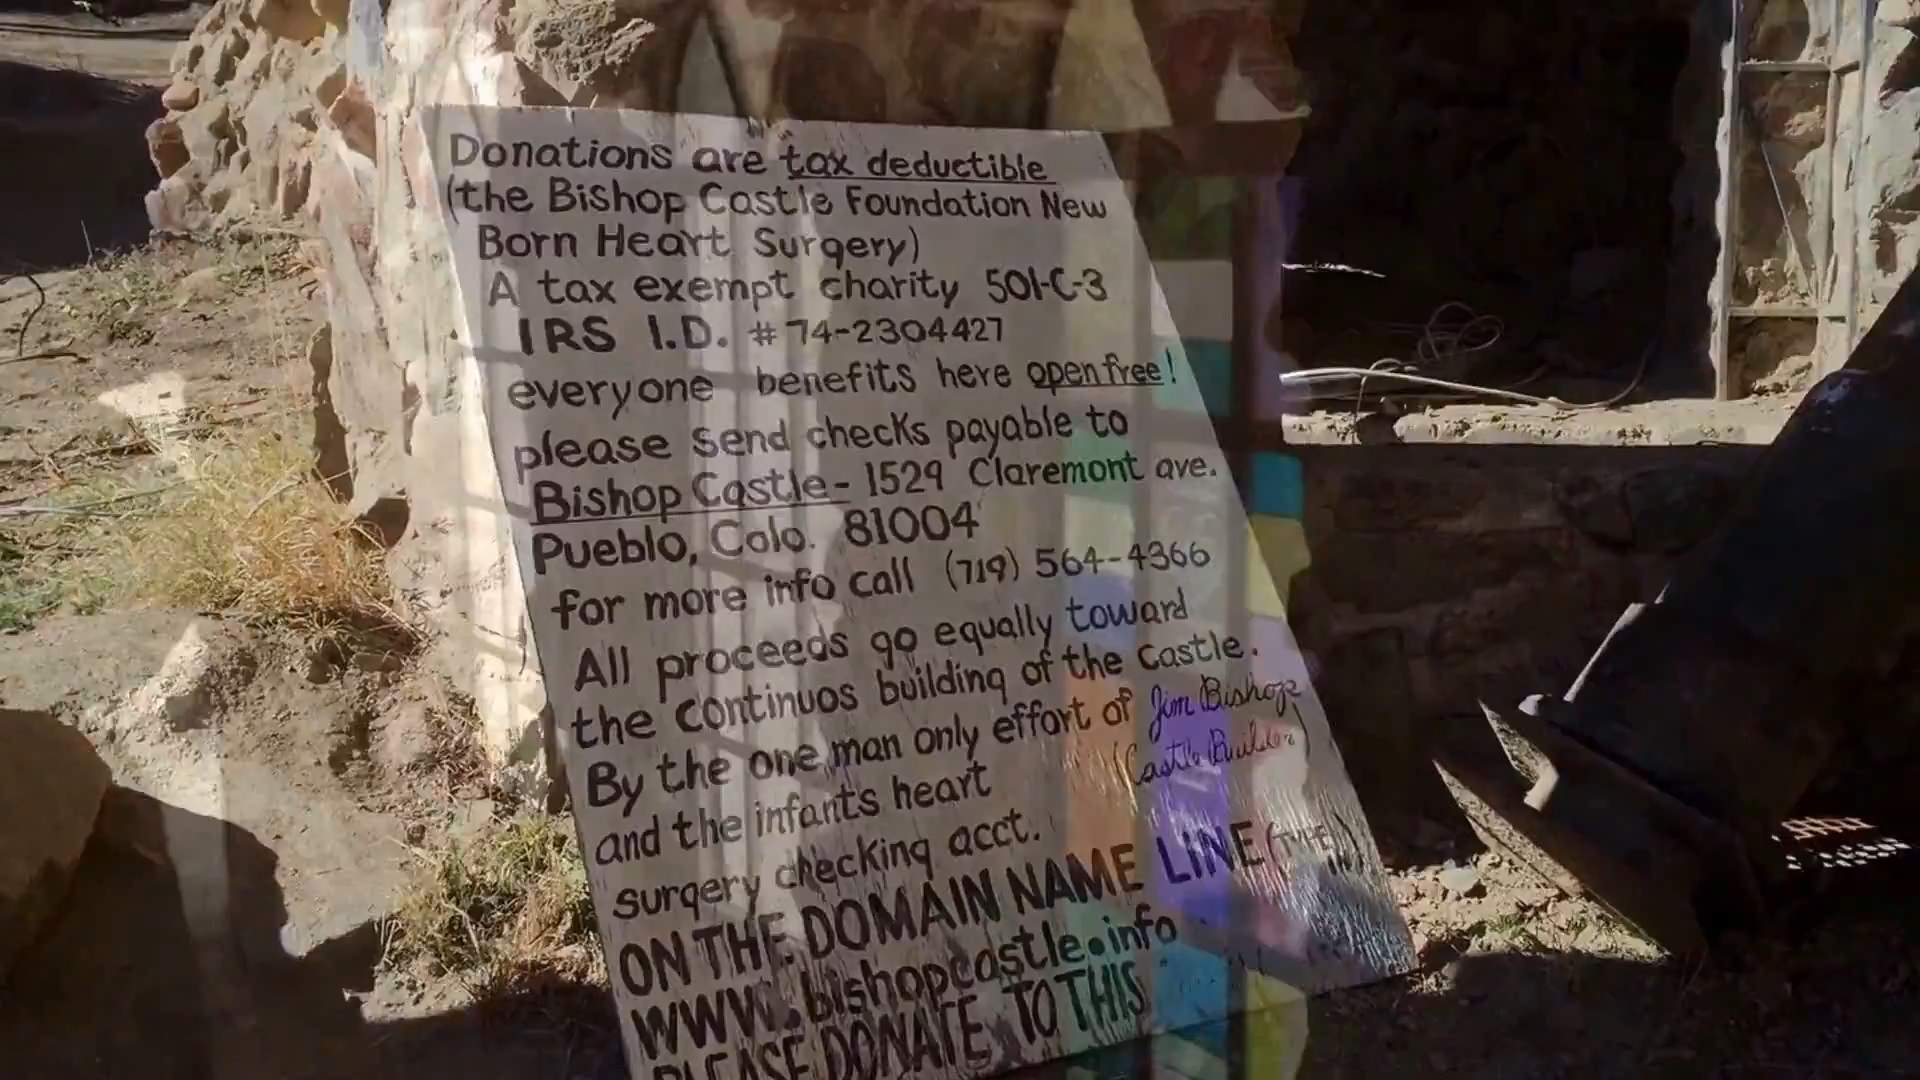 Donations are tax deductible
(the Bishop Castle Foundation New
Born Heart Surgery)
A tax exempt charity 501-C-3
IRS I.D. # 74-2304427
everyone benefits here open free!
please send checks payable to
Bishop Castle - 1529 Claremont ave.
Pueblo, Colo. 81004
for more info call (719) 564-4366
All proceeds go equally toward
the continuos building of the castle.
By the one man only effort of Jim Bishop
(Castle Builder)
and the infants heart
surgery checking acct.
ON THE DOMAIN NAME LINE (TYPE)
WWW.bishopcastle.info
PLEASE DONATE TO THIS